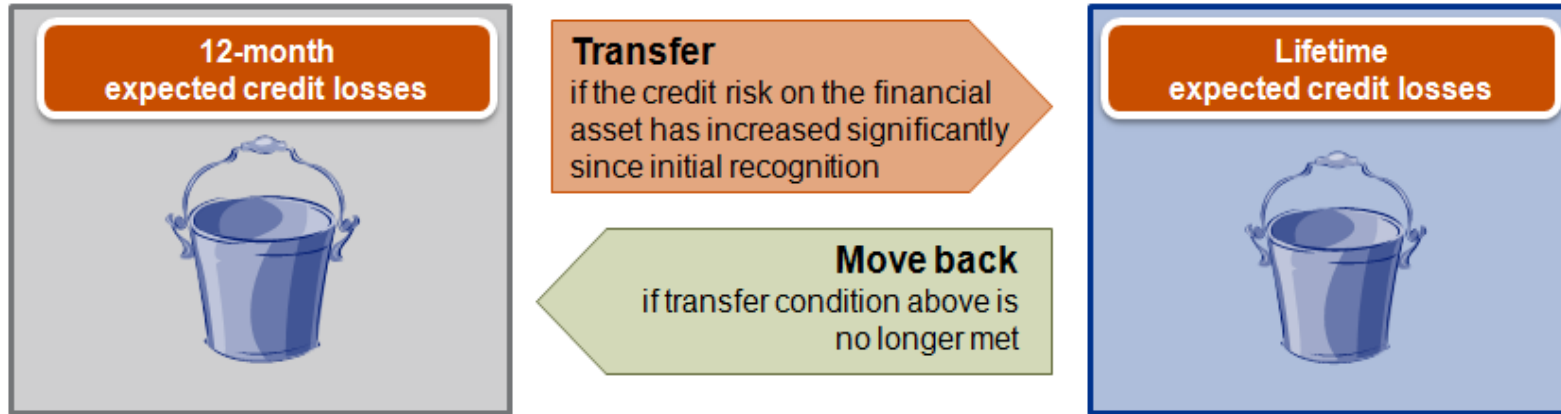 12-month
expected credit losses
Transfer
if the credit risk on the financial
asset has increased significantly
since initial recognition
Move back
if transfer condition above is
no longer met
Lifetime
expected credit losses